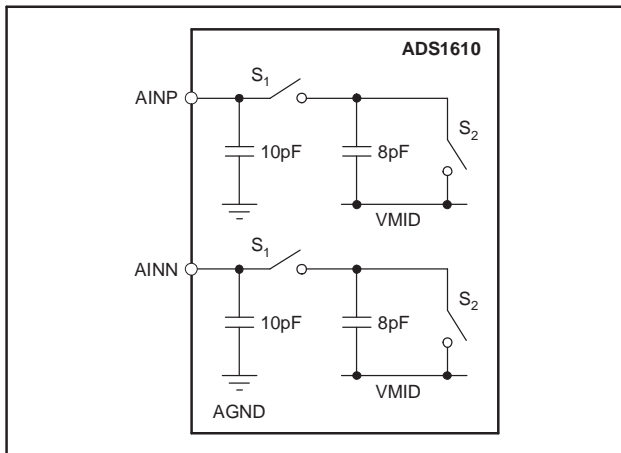 ADS1610
S1
AINP
S2
10pF
8pF
VMID
S1
AINN
S2
10pF
8pF
VMID
AGND